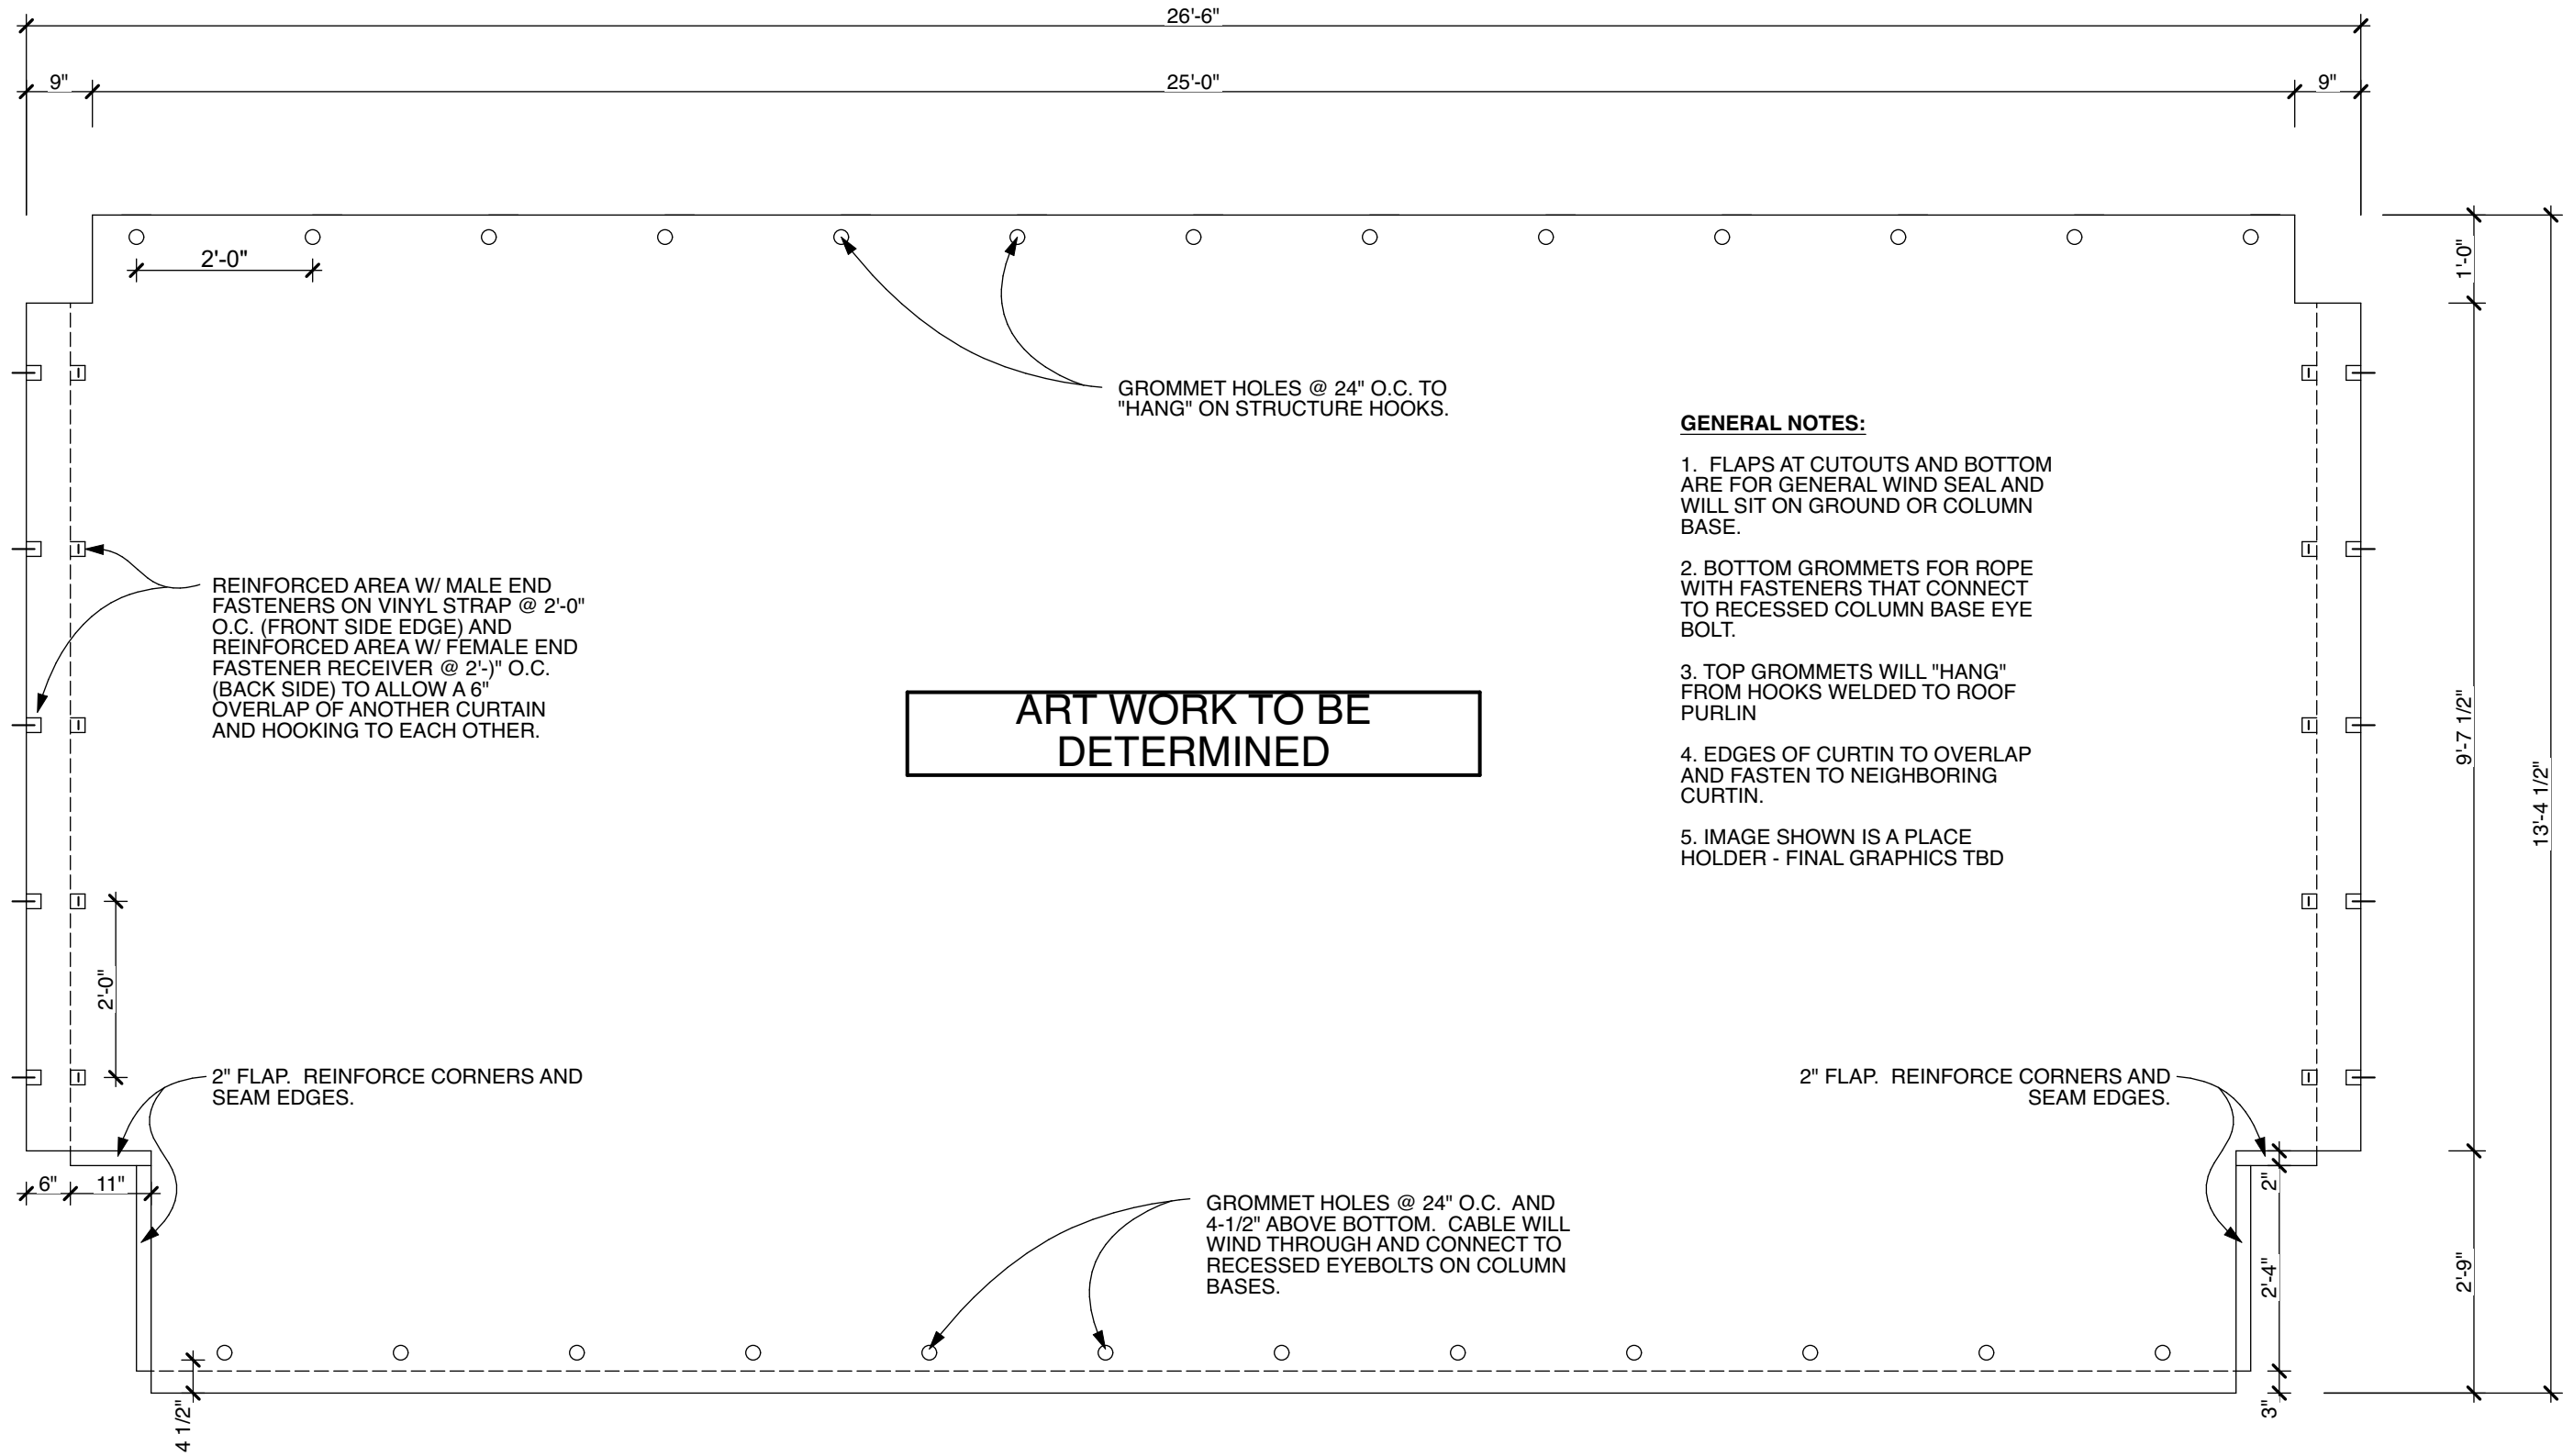 26'-6"
9"
25'-0"
9"
2'-0"
1'-0"
GROMMET HOLES @ 24" O.C. TO
"HANG" ON STRUCTURE HOOKS.
GENERAL NOTES:
1.  FLAPS AT CUTOUTS AND BOTTOM
ARE FOR GENERAL WIND SEAL AND
WILL SIT ON GROUND OR COLUMN
BASE.
2. BOTTOM GROMMETS FOR ROPE
WITH FASTENERS THAT CONNECT
TO RECESSED COLUMN BASE EYE
BOLT.
3. TOP GROMMETS WILL "HANG"
FROM HOOKS WELDED TO ROOF
PURLIN
4. EDGES OF CURTIN TO OVERLAP
AND FASTEN TO NEIGHBORING
CURTIN.
5. IMAGE SHOWN IS A PLACE
HOLDER - FINAL GRAPHICS TBD
REINFORCED AREA W/ MALE END
FASTENERS ON VINYL STRAP @ 2'-0"
O.C. (FRONT SIDE EDGE) AND
REINFORCED AREA W/ FEMALE END
FASTENER RECEIVER @ 2'-)" O.C.
(BACK SIDE) TO ALLOW A 6"
OVERLAP OF ANOTHER CURTAIN
AND HOOKING TO EACH OTHER.
ART WORK TO BE
DETERMINED
9'-7 1/2"
13'-4 1/2"
2'-0"
2" FLAP.  REINFORCE CORNERS AND
SEAM EDGES.
2" FLAP.  REINFORCE CORNERS AND
SEAM EDGES.
6"
11"
2"
GROMMET HOLES @ 24" O.C.  AND
4-1/2" ABOVE BOTTOM.  CABLE WILL
WIND THROUGH AND CONNECT TO
RECESSED EYEBOLTS ON COLUMN
BASES.
2'-4"
2'-9"
4 1/2"
3"